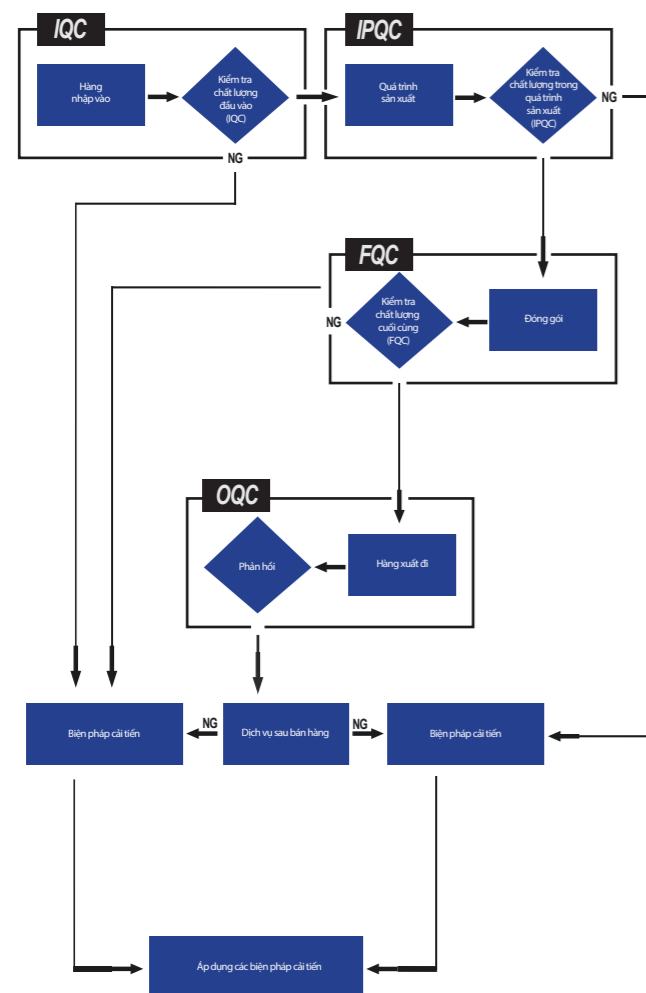 IQC
Hàng
nhập vào
Kiểm tra
chất lượng
đầu vào
(IQC)
NG
IPQC
Quá trình
sản xuất
Kiểm tra
chất lượng trong
quá trình
sản xuất
(IPQC)
NG
FQC
Kiểm tra
chất lượng
cuối cùng
(FQC)
NG
Đóng gói
OQC
Phản hồi
Hàng xuất đi
Biện pháp cải tiến
NG
Dịch vụ sau bán hàng
NG
Biện pháp cải tiến
Áp dụng các biện pháp cải tiến